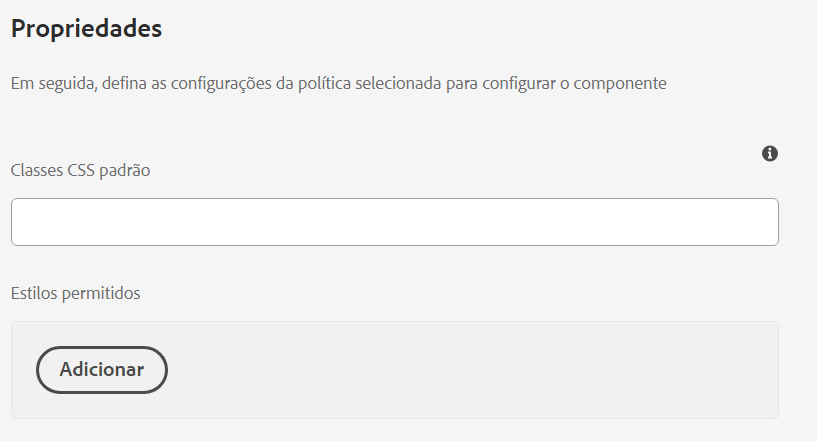 Propriedades
Em seguida, defina as configurações da política selecionada para configurar o componente
Classes CSS padrão
Estilos permitidos
Adicionar